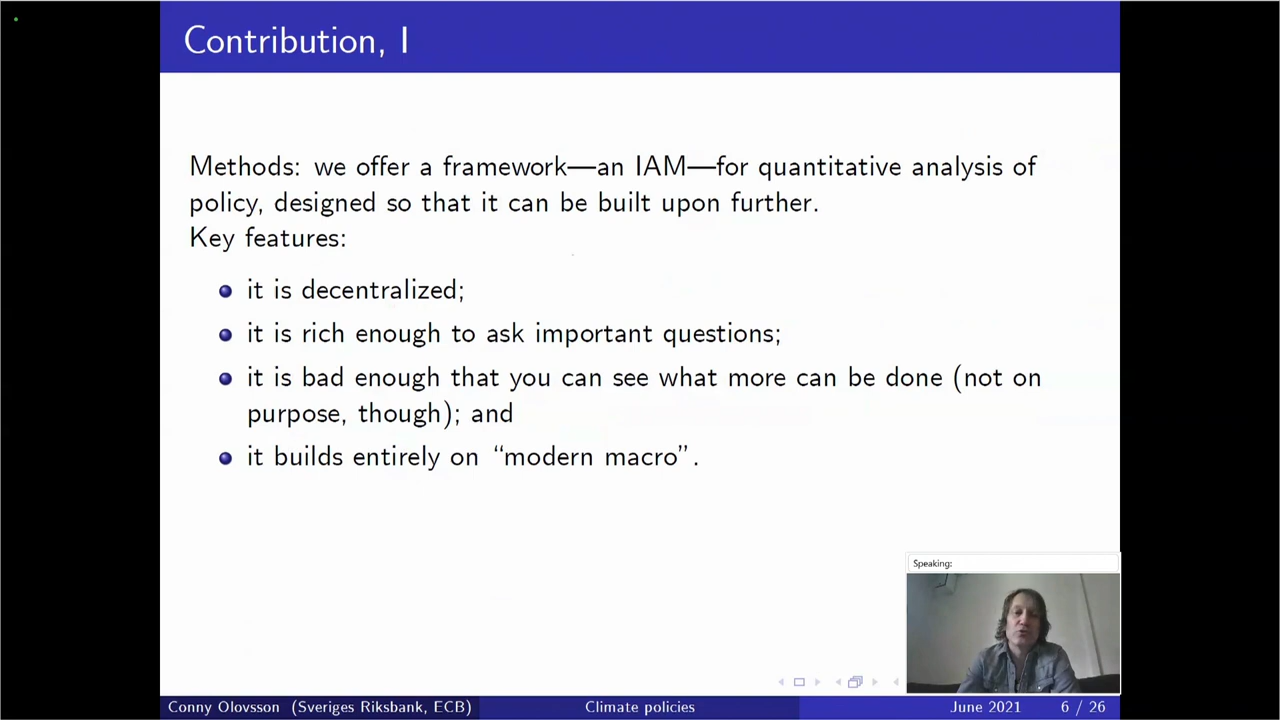 Contribution, I
Methods: we offer a framework—an IAM—for quantitative analysis of
policy, designed so that it can be built upon further.
Key features:
it is decentralized;
it is rich enough to ask important questions;
it is bad enough that you can see what more can be done (not on
purpose, though); and
it builds entirely on “modern macro”.
Speaking:
Conny Olovsson (Sveriges Riksbank, ECB) Climate policies June 2021 6 / 26